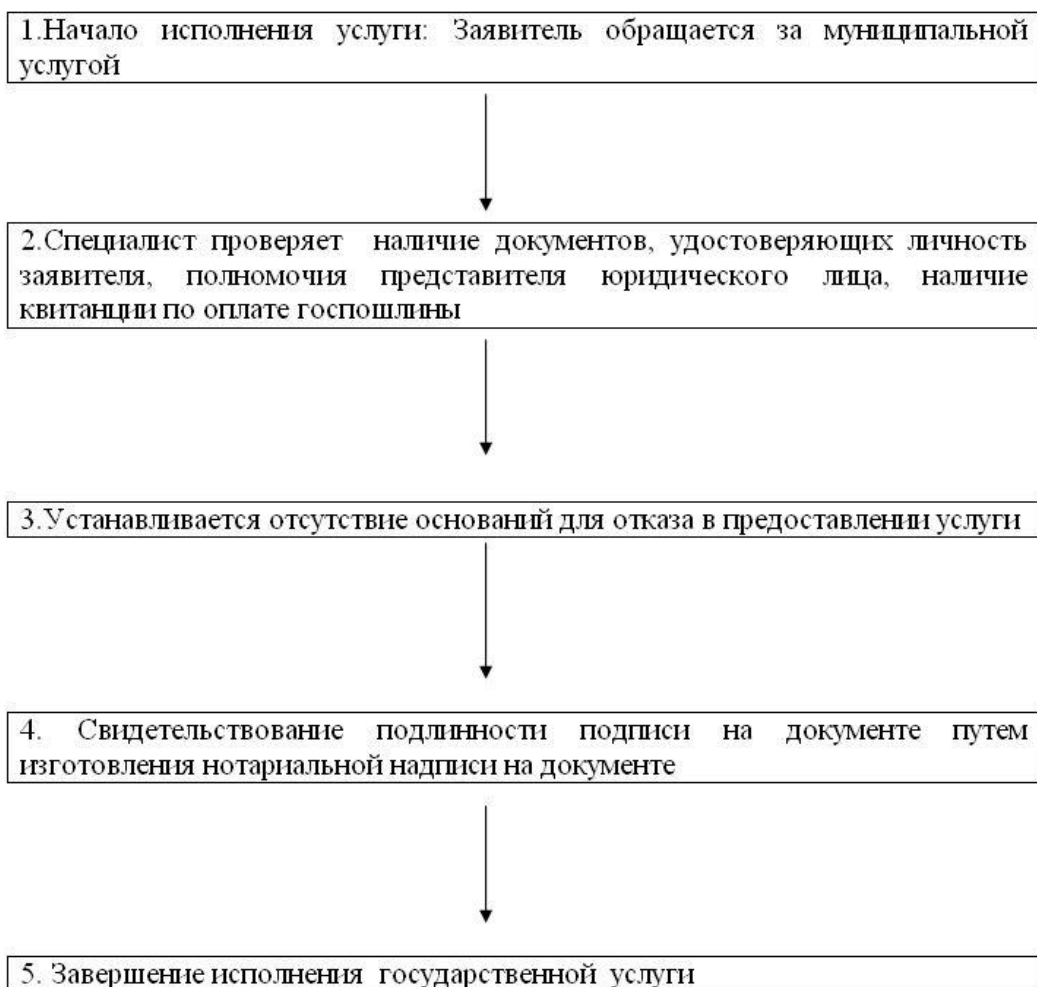 1.Начало исполнения услуги: Заявитель обращается за муниципальной
услугой
2.Специалист проверяет наличие документов, удостоверяющих личность
заявителя, полномочия представителя юридического лица, наличие
квитанции по оплате госпошлины
3.Устанавливается отсутствие оснований для отказа в предоставлении услуги
4. Свидетельствование подлинности подписи на документе путем
изготовления нотариальной надписи на документе
5. Завершение исполнения государственной услуги